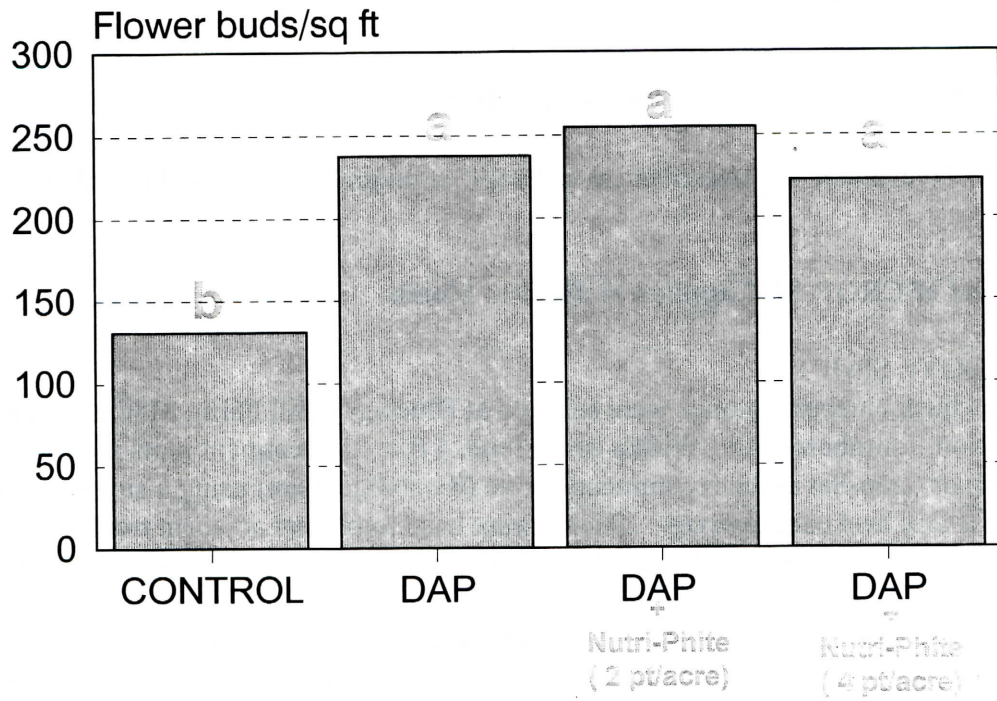 Flower buds/sq ft
300
250
200
150
100
50
0
b
a
a
a
CONTROL
DAP
DAP
+
Nutri-Phite
( 2 pt/acre)
DAP
+
Nutri-Phite
( 4 pt/acre)